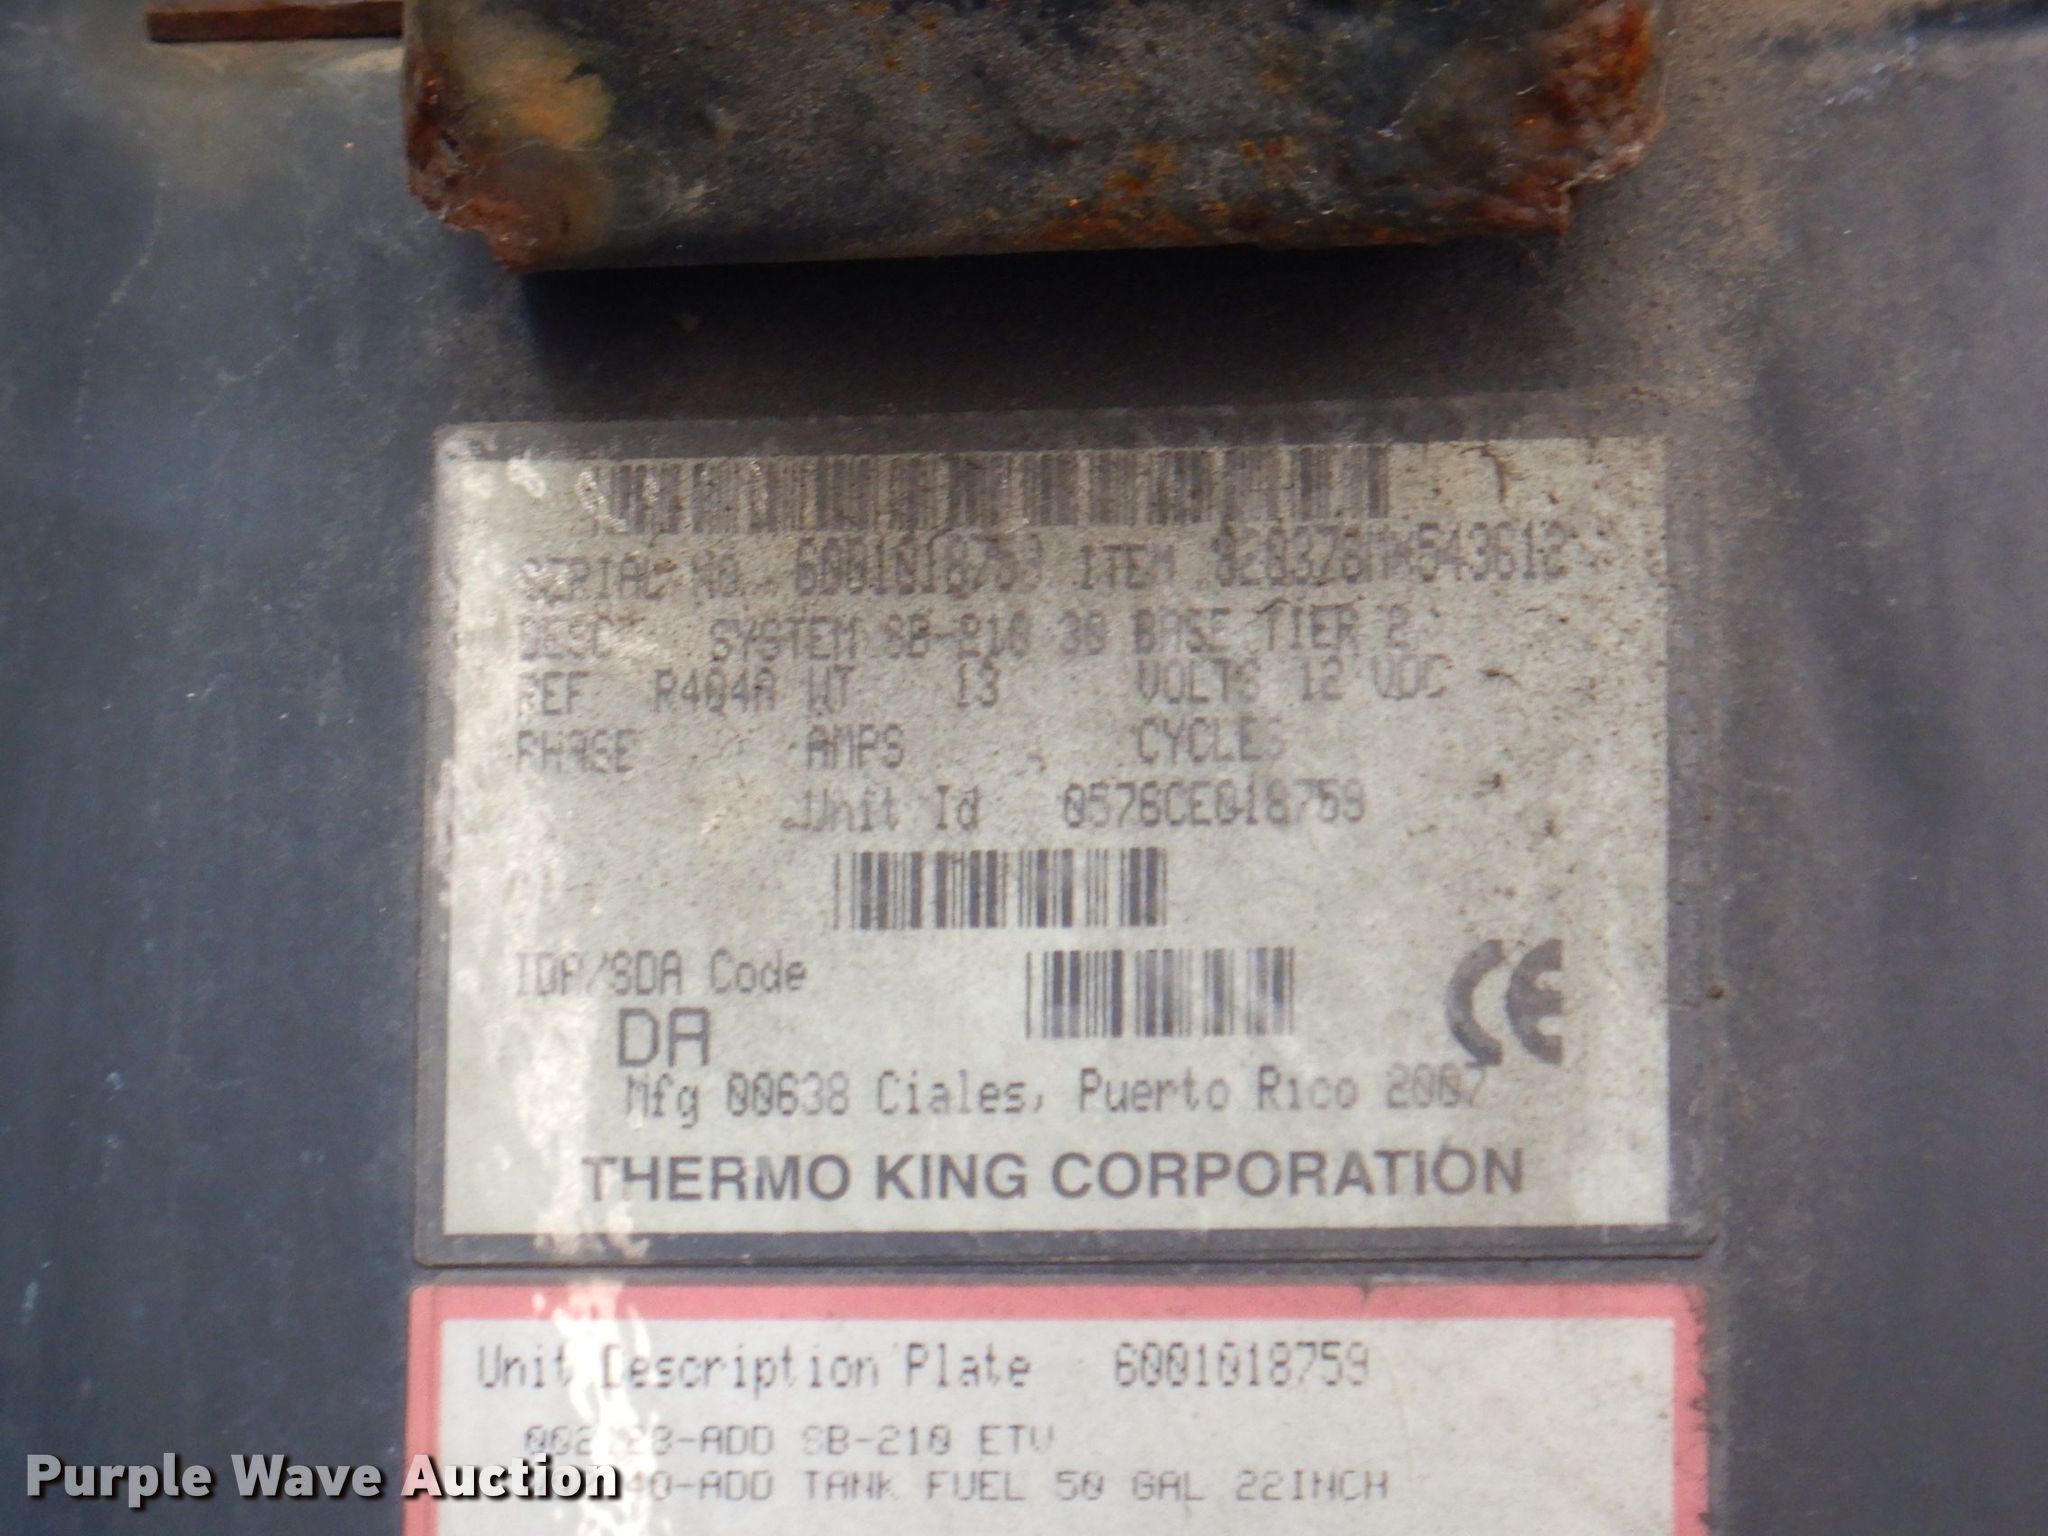 SERIAL NO. 6001018759 ITEM 543612
DESC SYSTEM SB-210 30 BASE TIER 2
REF R404A WT 13 VOLTS 12 VDC
PHASE AMPS CYCLES
Unit Id 0576CE018759
IDA/SDA Code
DA
CE
Mfg 00638 Ciales, Puerto Rico 2007
THERMO KING CORPORATION
Unit Description Plate 6001018759
-ADD SB-210 ETV
-ADD TANK FUEL 50 GAL 22INCH
Purple Wave Auction